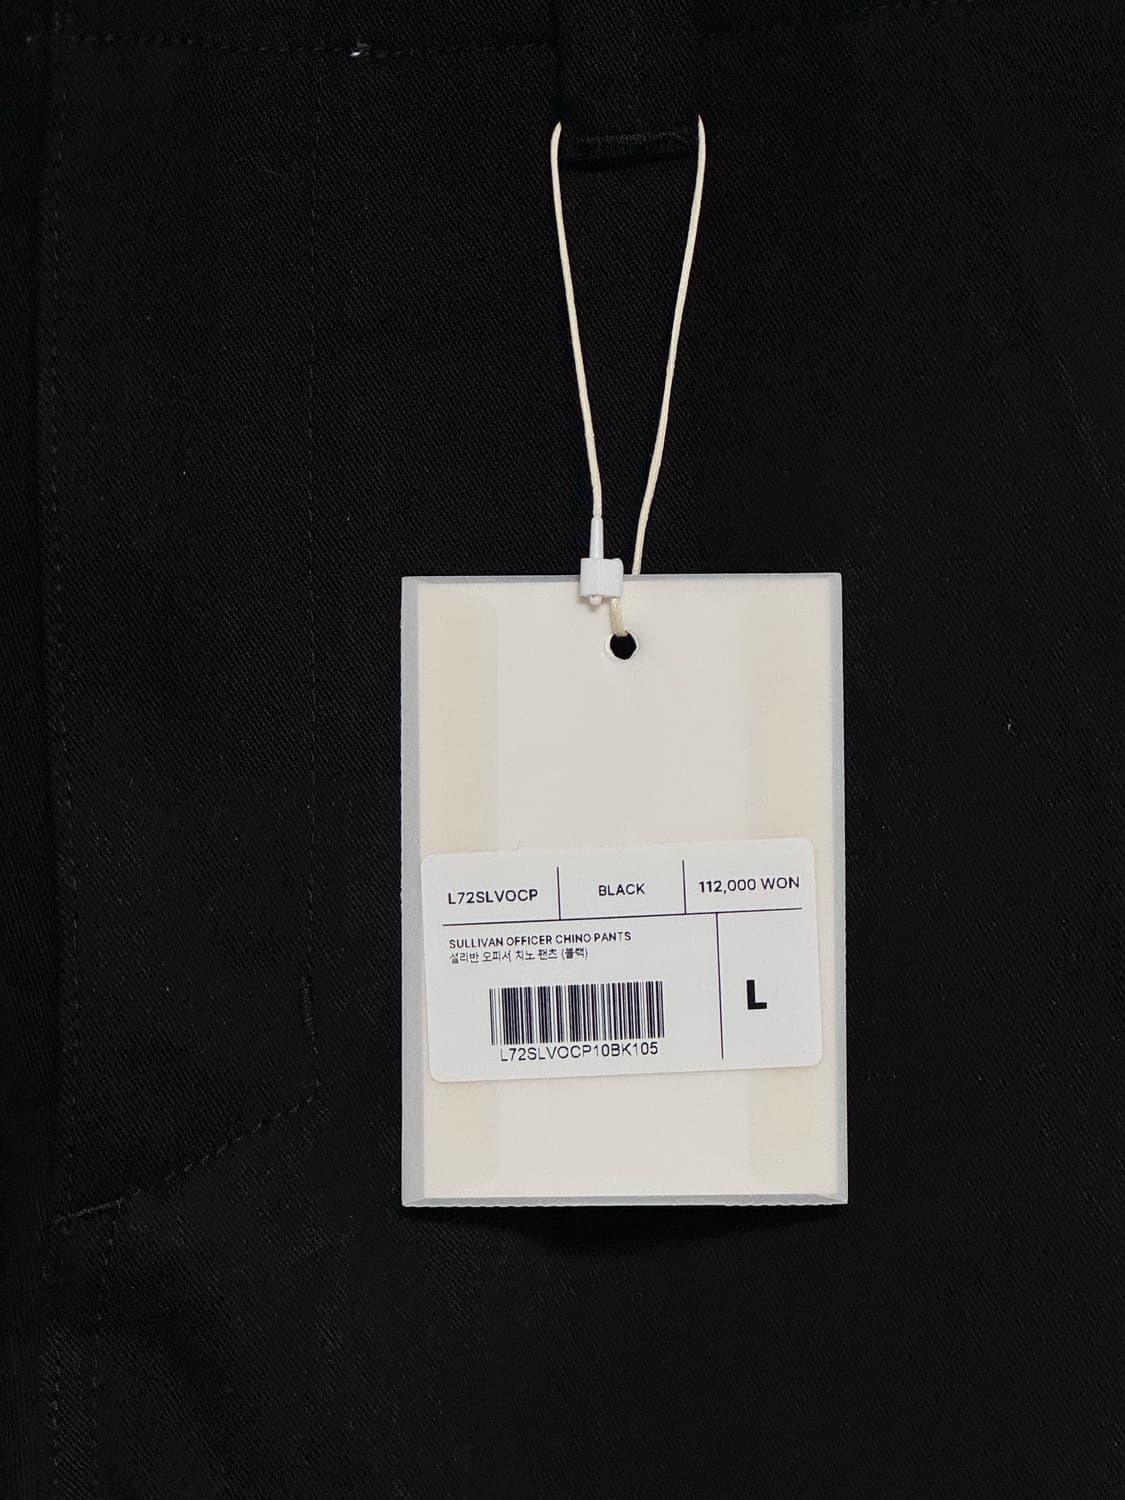 L72SLVOCP BLACK 112,000 WON
SULLIVAN OFFICER CHINO PANTS
설리반 오피서 치노 팬츠 (블랙)
L
L72SLVOCP10BK105